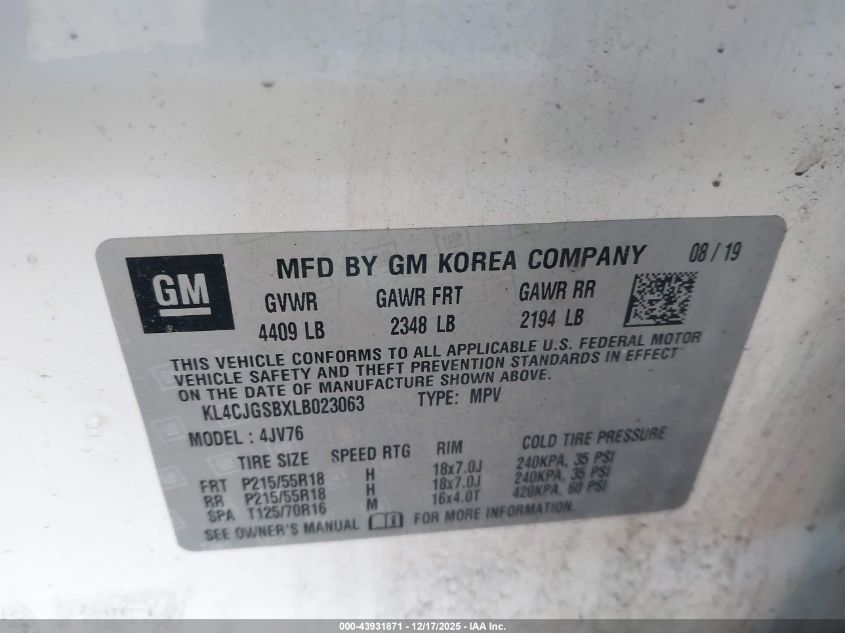 GM
MFD BY GM KOREA COMPANY 08 / 19
GVWR GAWR FRT GAWR RR
4409 LB 2348 LB 2194 LB
THIS VEHICLE CONFORMS TO ALL APPLICABLE U.S. FEDERAL MOTOR
VEHICLE SAFETY AND THEFT PREVENTION STANDARDS IN EFFECT
ON THE DATE OF MANUFACTURE SHOWN ABOVE.
KL4CJGSBXLB023063 TYPE: MPV
MODEL : 4JV76
TIRE SIZE SPEED RTG RIM COLD TIRE PRESSURE
FRT P215/55R18 H 18x7.0J 240KPA, 35 PSI
RR P215/55R18 H 18x7.0J 240KPA, 35 PSI
SPA T125/70R16 M 16x4.0T 420KPA, 60 PSI
SEE OWNER'S MANUAL FOR MORE INFORMATION.
000-43931871 - 12/17/2025 - IAA Inc.